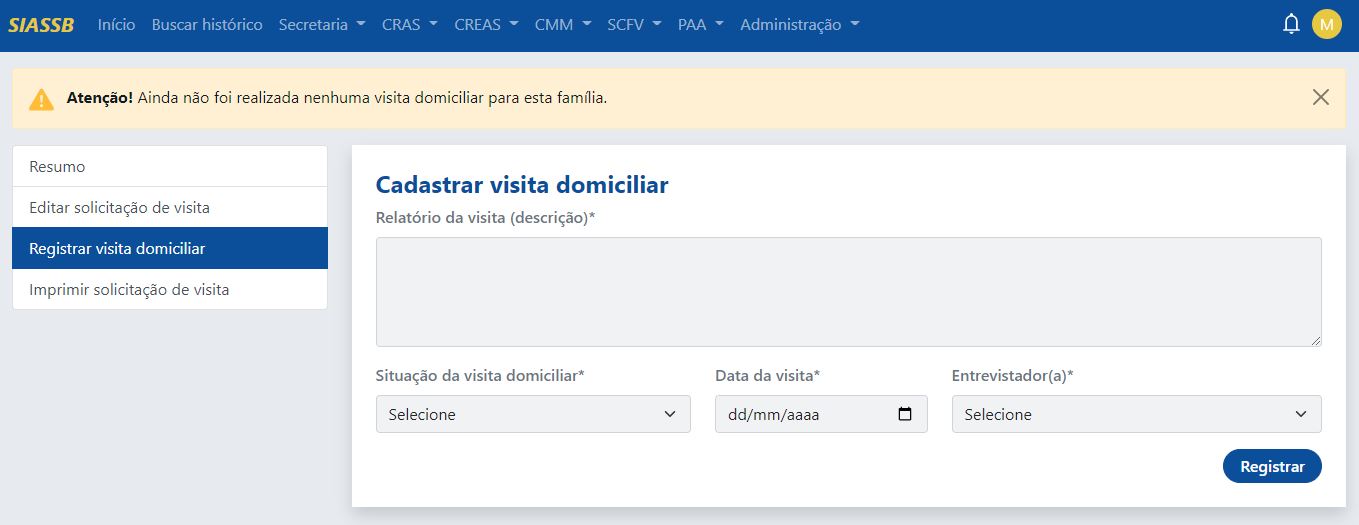 SIASSB Início Buscar histórico Secretaria CRAS CREAS CMM SCFV PAA Administração M
Atenção! Ainda não foi realizada nenhuma visita domiciliar para esta família.
Resumo
Editar solicitação de visita
Registrar visita domiciliar
Imprimir solicitação de visita
Cadastrar visita domiciliar
Relatório da visita (descrição)*
Situação da visita domiciliar* Data da visita* Entrevistador(a)*
Selecione dd/mm/aaaa Selecione
Registrar